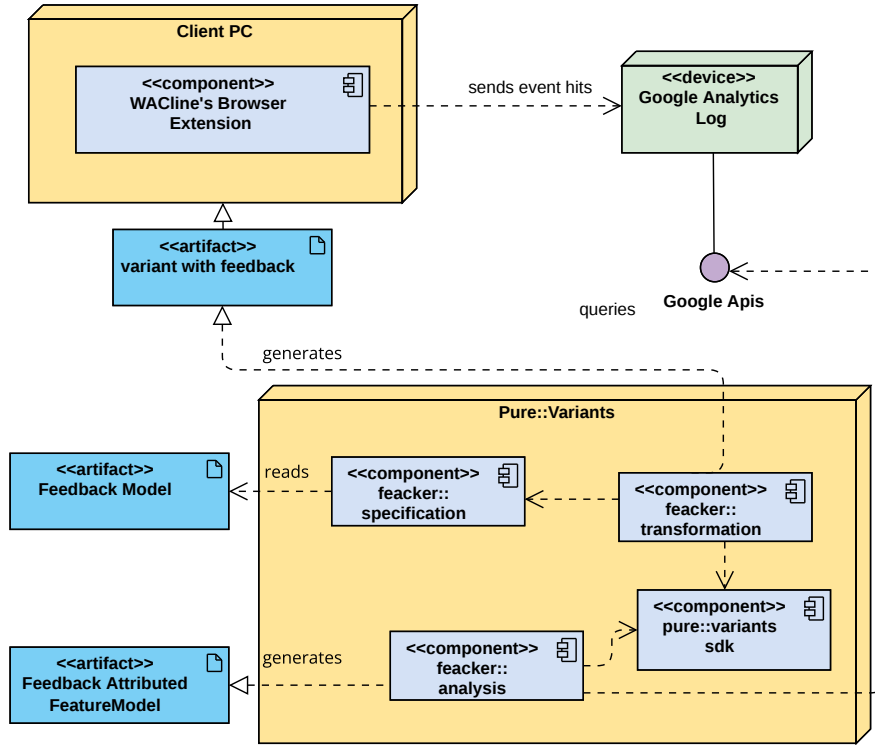 Client PC
<<component>>
WACline's Browser
Extension
sends event hits
<<device>>
Google Analytics
Log
<<artifact>>
variant with feedback
Google Apis
queries
generates
Pure::Variants
<<artifact>>
Feedback Model
reads
<<component>>
feacker::
specification
<<component>>
feacker::
transformation
<<component>>
pure::variants
sdk
<<artifact>>
Feedback Attributed
FeatureModel
generates
<<component>>
feacker::
analysis